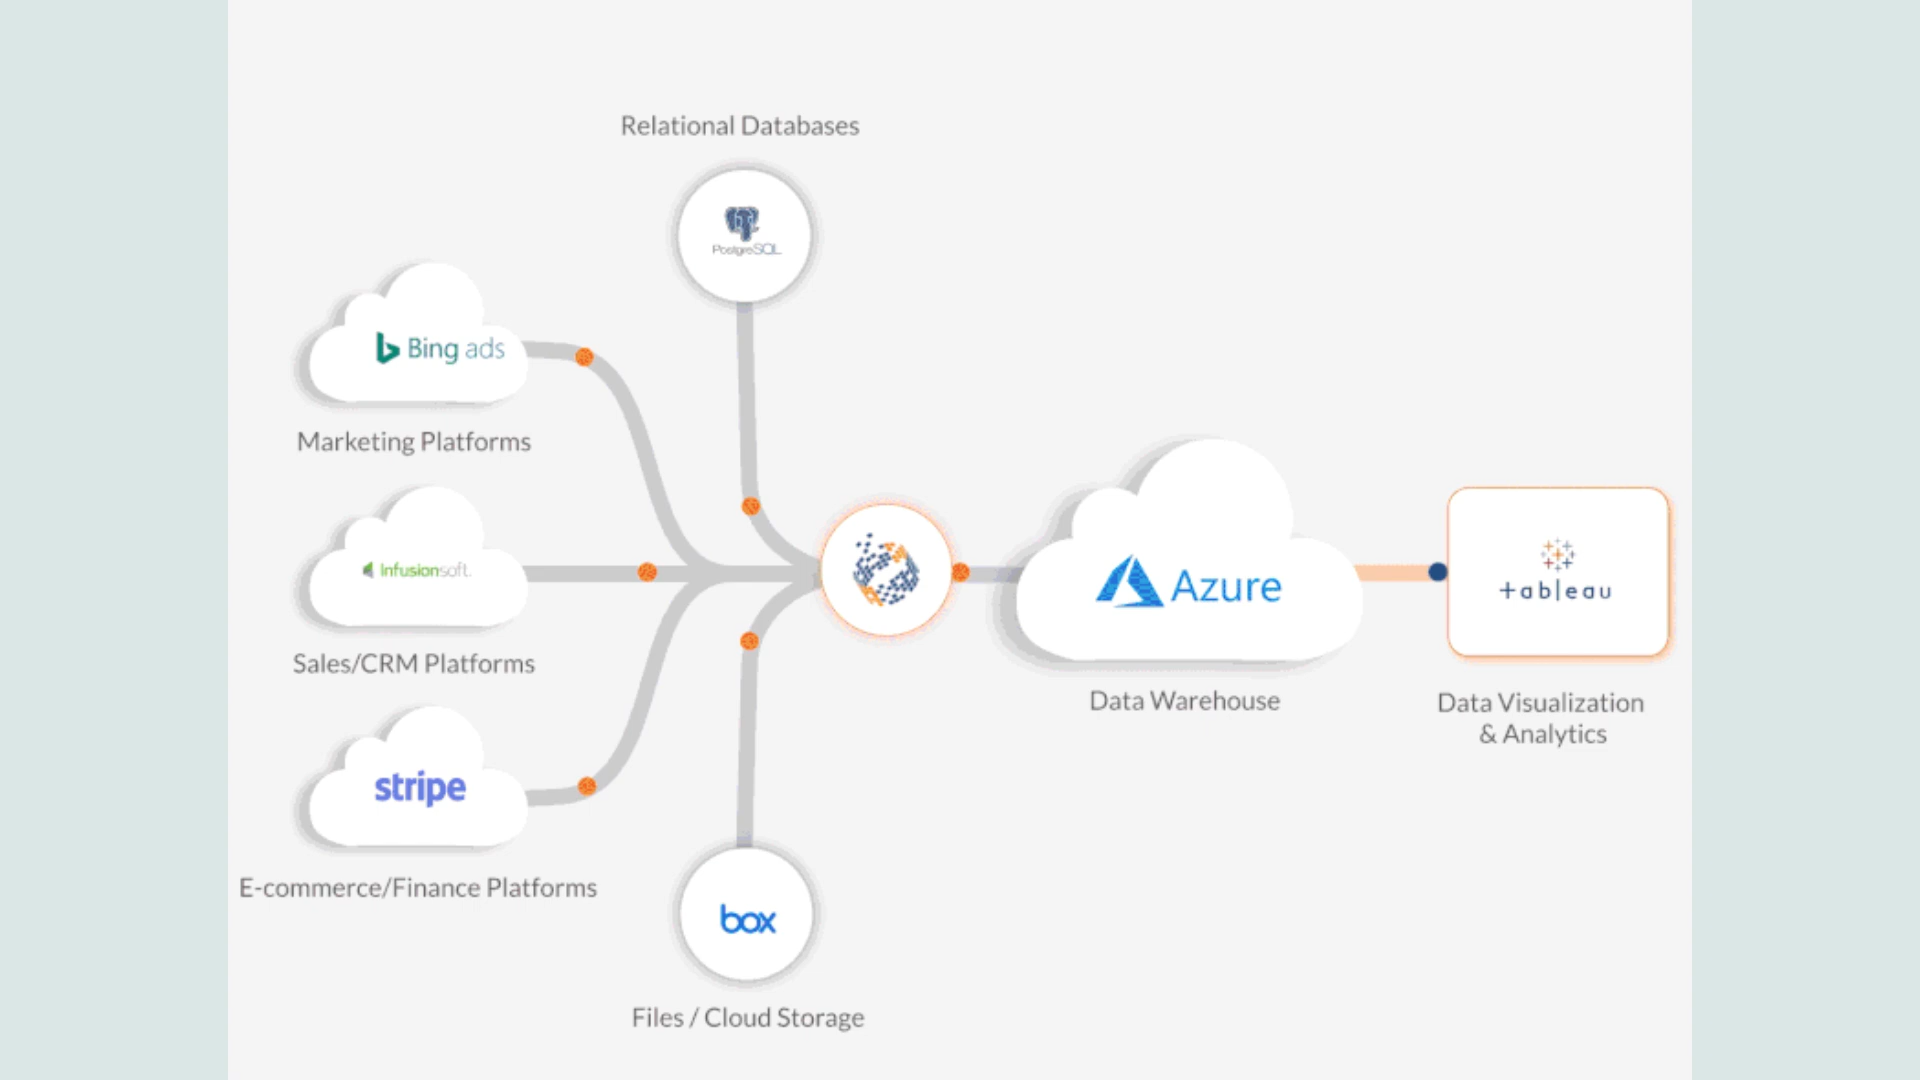 Relational Databases
PostgreSQL
Bing ads
Marketing Platforms
Infusionsoft.
Sales/CRM Platforms
stripe
E-commerce/Finance Platforms
box
Files / Cloud Storage
Azure
Data Warehouse
+ableau
Data Visualization
& Analytics